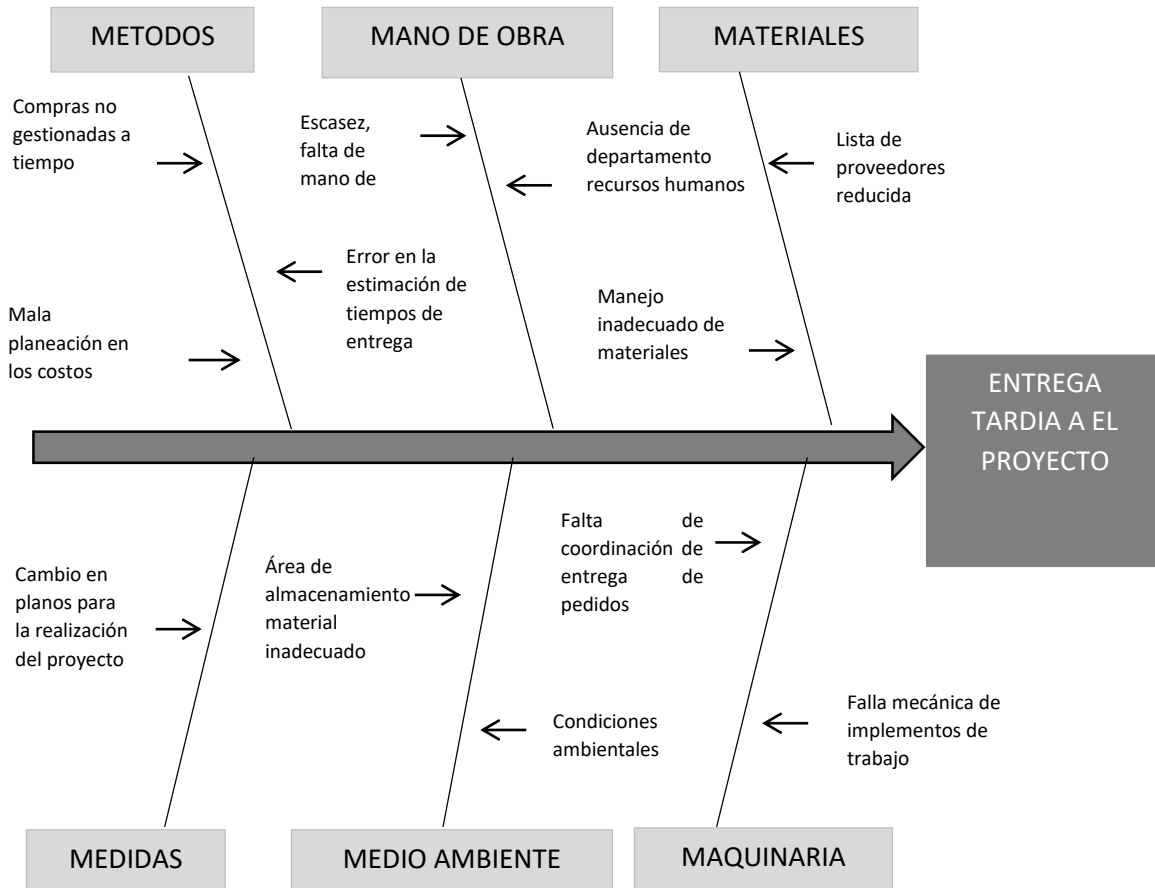 METODOS
MANO DE OBRA
MATERIALES
Compras no
gestionadas a
tiempo
Escasez,
falta de
mano de
Ausencia de
departamento
recursos humanos
Lista de
proveedores
reducida
Error en la
estimación de
tiempos de
entrega
Mala
planeación en
los costos
Manejo
inadecuado de
materiales
ENTREGA
TARDIA A EL
PROYECTO
Cambio en
planos para
la realización
del proyecto
Área de
almacenamiento
material
inadecuado
Falta de
coordinación de
entrega de
pedidos
Condiciones
ambientales
Falla mecánica de
implementos de
trabajo
MEDIDAS
MEDIO AMBIENTE
MAQUINARIA